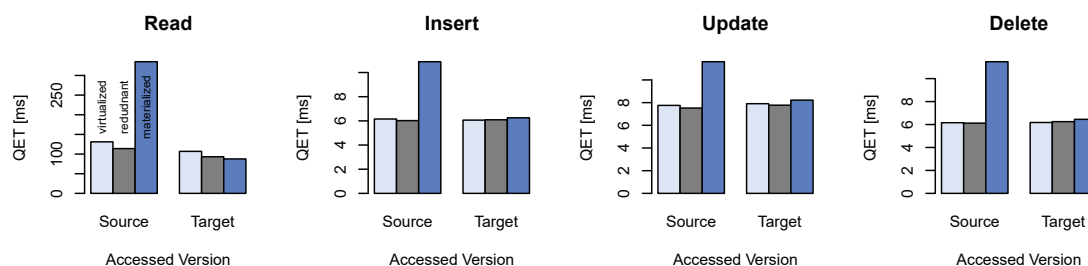 Read
QET [ms]
250
100
0
virtualized
redudnant
materialized
Source Target
Accessed Version
Insert
QET [ms]
8
6
4
2
0
Source Target
Accessed Version
Update
QET [ms]
8
6
4
2
0
Source Target
Accessed Version
Delete
QET [ms]
8
6
4
2
0
Source Target
Accessed Version